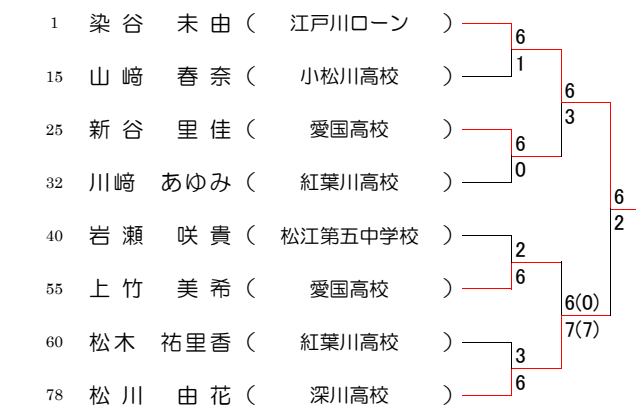 1 染谷 未由 ( 江戸川ローン )
6
1
15 山﨑 春奈 ( 小松川高校 )
6
3
25 新谷 里佳 ( 愛国高校 )
6
0
32 川﨑 あゆみ ( 紅葉川高校 )
6
2
40 岩瀬 咲貴 ( 松江第五中学校 )
2
6
55 上竹 美希 ( 愛国高校 )
6(0)
7(7)
60 松木 祐里香 ( 紅葉川高校 )
3
6
78 松川 由花 ( 深川高校 )